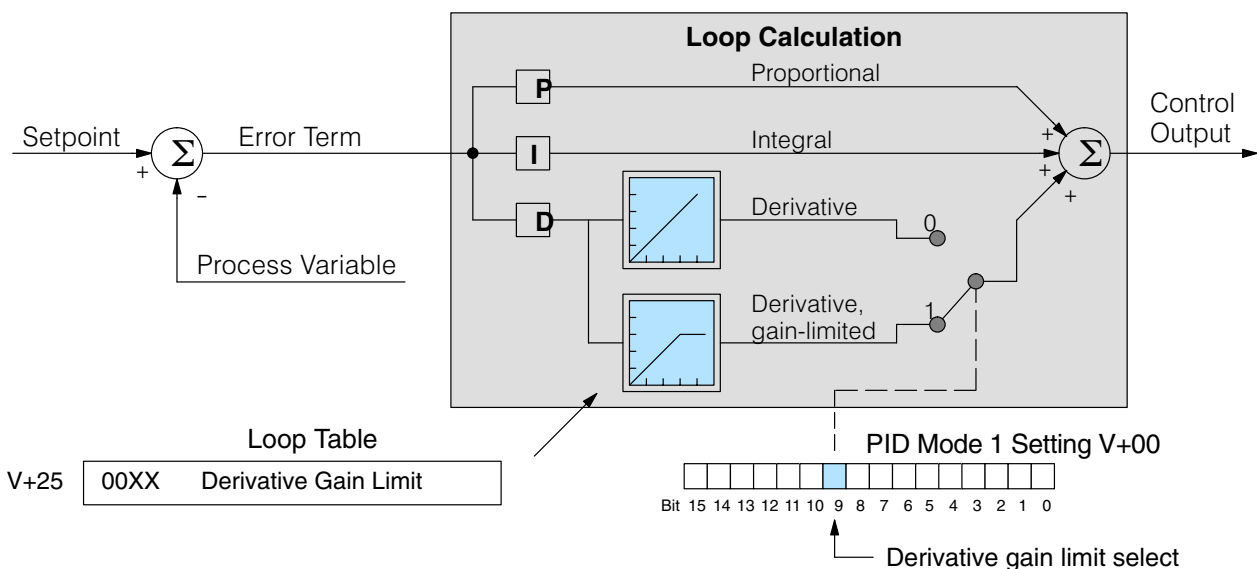 Loop Calculation
Proportional
P
Setpoint
+
Σ
Error Term
I
Integral
+
+
Σ
+
Control
Output
−
Process Variable
D
Derivative
0
Derivative,
gain-limited
1
Loop Table
V+25 00XX Derivative Gain Limit
PID Mode 1 Setting V+00
Bit 15 14 13 12 11 10 9 8 7 6 5 4 3 2 1 0
Derivative gain limit select